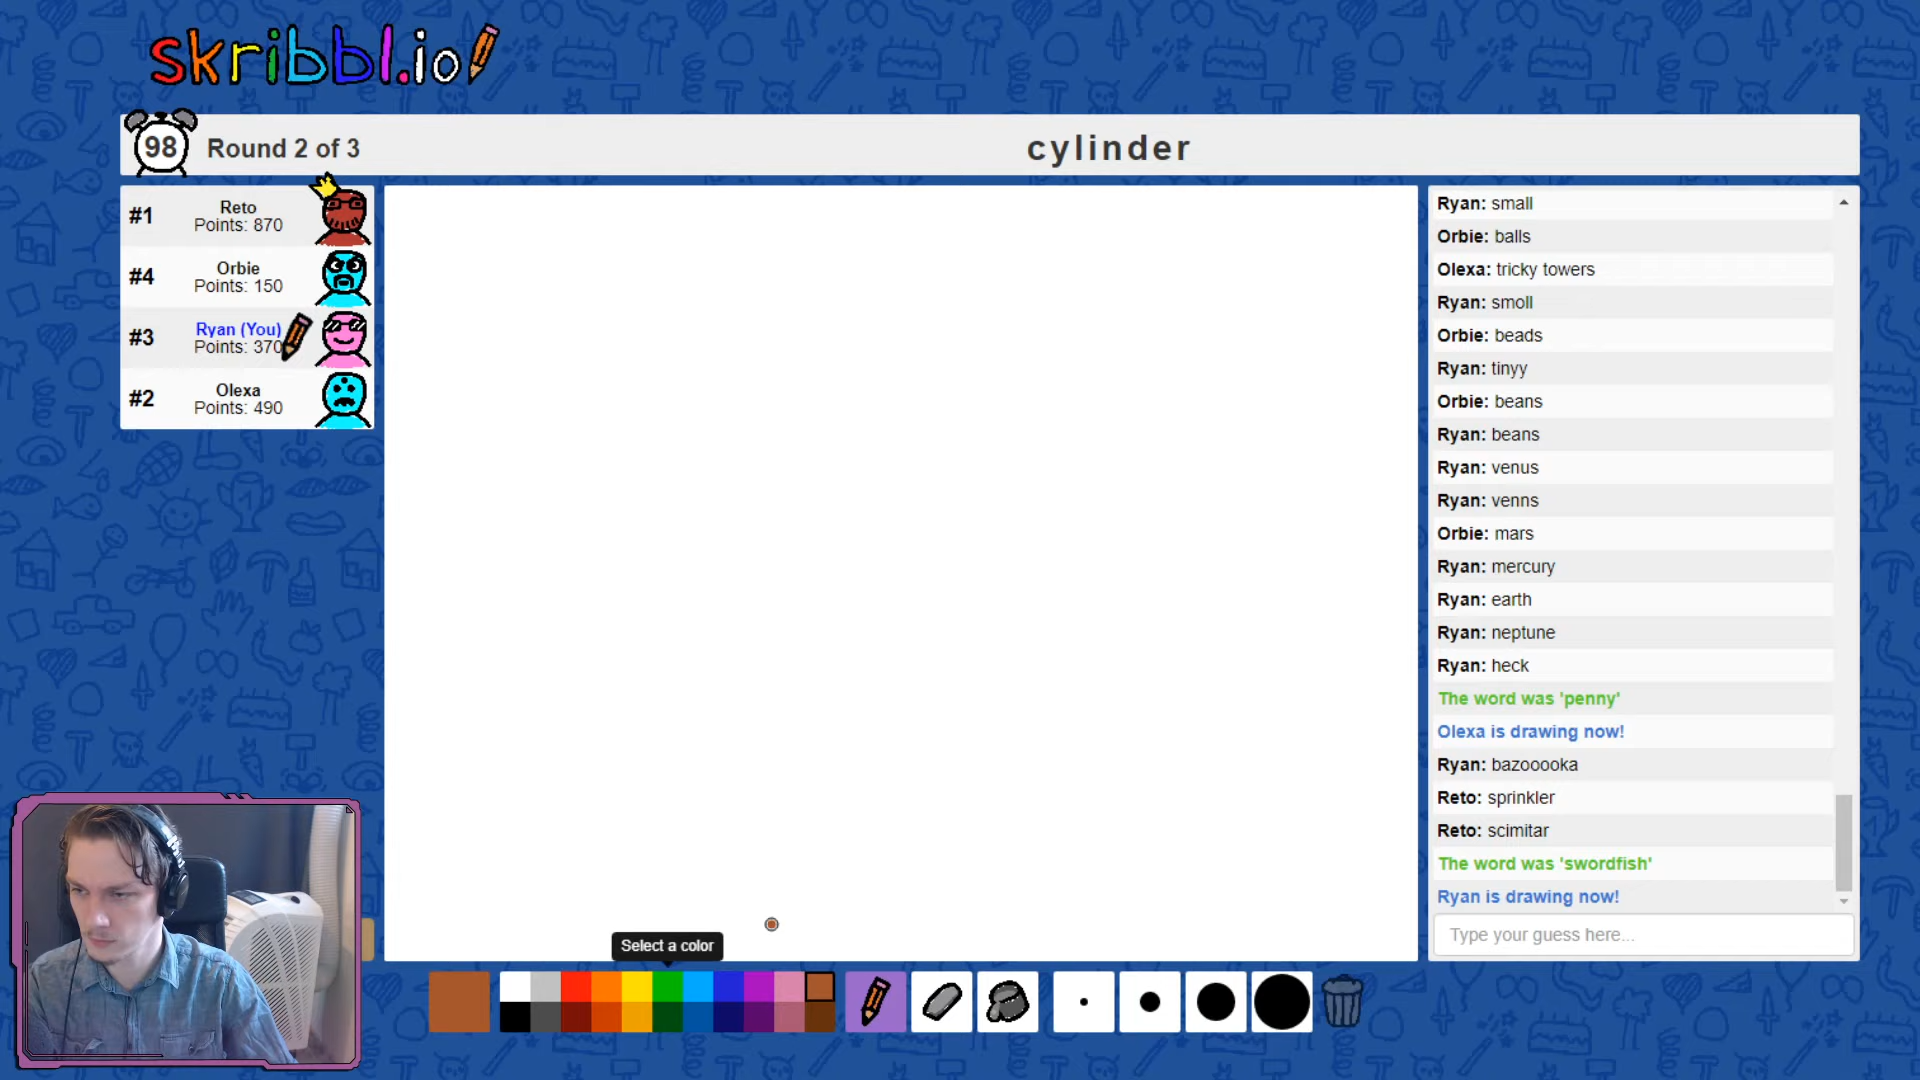 skribbl.io
98
Round 2 of 3
cylinder
#1
Reto
Points: 870
#4
Orbie
Points: 150
#3
Ryan (You)
Points: 370
#2
Olexa
Points: 490
Ryan: small
Orbie: balls
Olexa: tricky towers
Ryan: smoll
Orbie: beads
Ryan: tinyy
Orbie: beans
Ryan: beans
Ryan: venus
Ryan: venns
Orbie: mars
Ryan: mercury
Ryan: earth
Ryan: neptune
Ryan: heck
The word was 'penny'
Olexa is drawing now!
Ryan: bazooooka
Reto: sprinkler
Reto: scimitar
The word was 'swordfish'
Ryan is drawing now!
Type your guess here...
Select a color